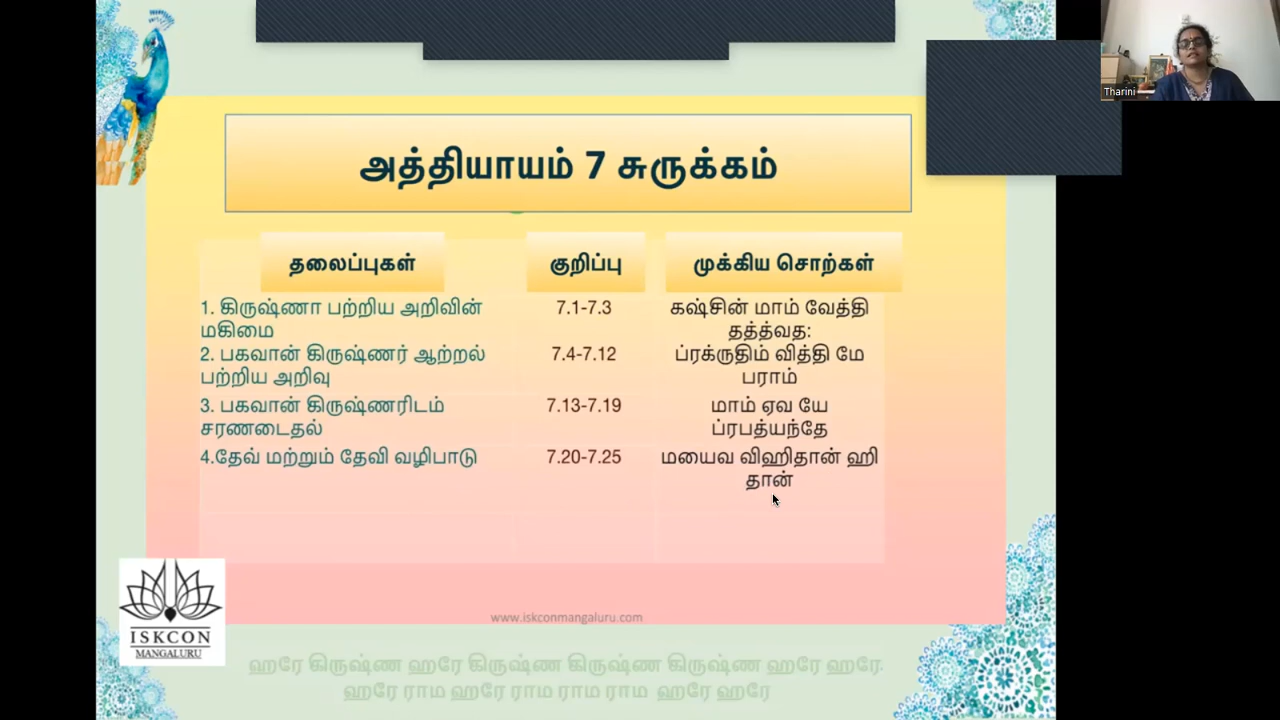 Tharini
அத்தியாயம் 7 சுருக்கம்
தலைப்புகள் குறிப்பு முக்கிய சொற்கள்
1. கிருஷ்ணா பற்றிய அறிவின்
மகிமை
7.1-7.3
கஷ்சின் மாம் வேத்தி
தத்த்வத:
2. பகவான் கிருஷ்ணர் ஆற்றல்
பற்றிய அறிவு
7.4-7.12
ப்ரக்ருதிம் வித்தி மே
பராம்
3. பகவான் கிருஷ்ணரிடம்
சரணடைதல்
7.13-7.19
மாம் ஏவ யே
ப்ரபத்யந்தே
4.தேவ் மற்றும் தேவி வழிபாடு
7.20-7.25
மயைவ விஹிதான் ஹி
தான்
ISKCON
MANGALURU
www.iskconmangaluru.com
ஹரே கிருஷ்ண ஹரே கிருஷ்ண கிருஷ்ண கிருஷ்ண ஹரே ஹரே
ஹரே ராம ஹரே ராம ராம ராம ஹரே ஹரே